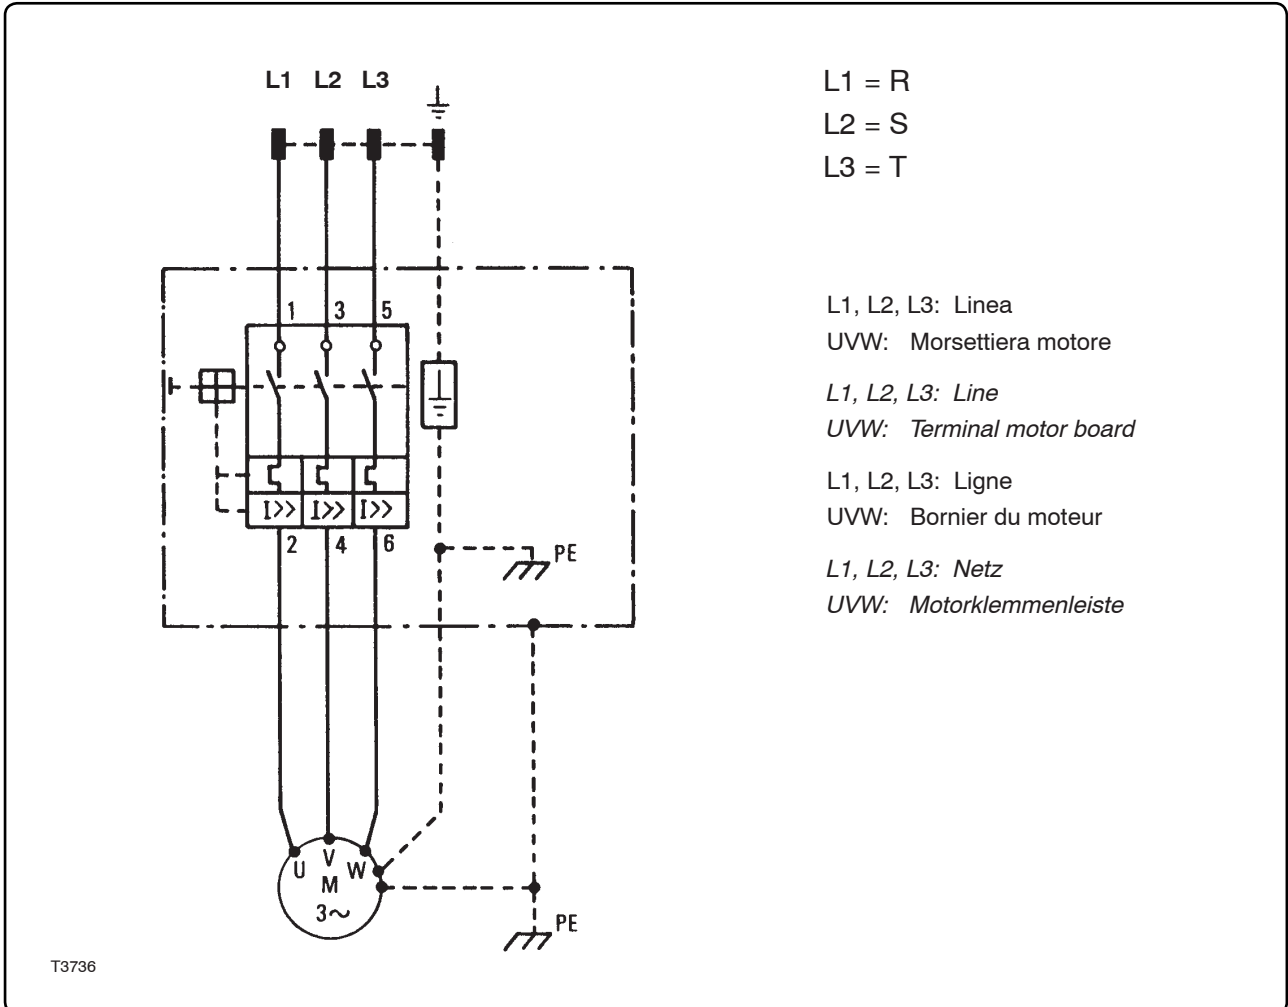 L1 L2 L3
L1 = R
L2 = S
L3 = T
1 3 5
I>> I>> I>>
2 4 6
PE
U V W
M
3~
PE
L1, L2, L3: Linea
UVW: Morsettiera motore
L1, L2, L3: Line
UVW: Terminal motor board
L1, L2, L3: Ligne
UVW: Bornier du moteur
L1, L2, L3: Netz
UVW: Motorklemmenleiste
T3736